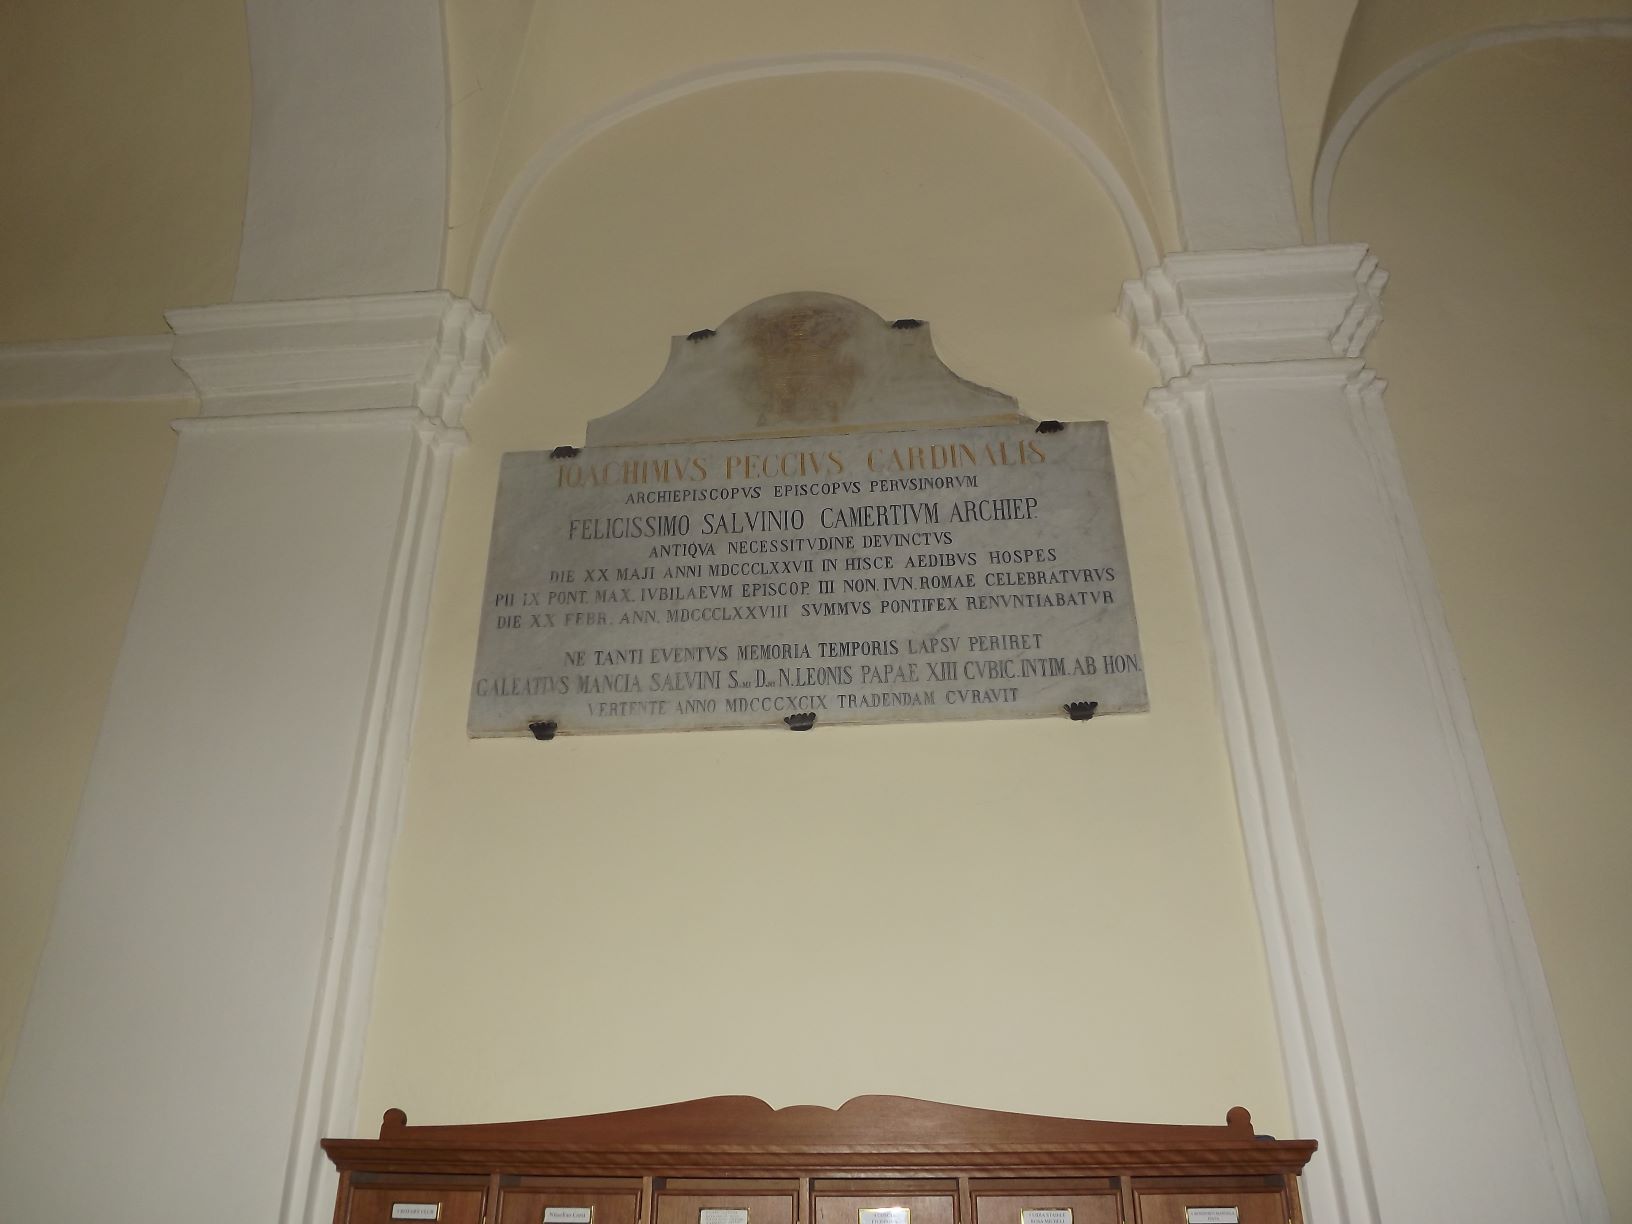 IOACHIMVS PECCIVS CARDINALIS
ARCHIEPISCOPVS EPISCOPVS PERVSINORVM
FELICISSIMO SALVINIO CAMERTIVM ARCHIEP.
ANTIQVA NECESSITVDINE DEVINCTVS
DIE XX MAJI ANNI MDCCCLXXVII IN HISCE AEDIBVS HOSPES
PII IX PONT. MAX. IVBILAEVM EPISCOP. III NON. IVN. ROMAE CELEBRATVRVS
DIE XX FEBR. ANN. MDCCCLXXVIII SVMMVS PONTIFEX RENVNTIABATVR
NE TANTI EVENTVS MEMORIA TEMPORIS LAPSV PERIRET
GALEATIVS MANCIA SALVINI S. D. N. LEONIS PAPAE XIII CVBIC. INTIM. AB HON.
VERTENTE ANNO MDCCCXCIX TRADENDAM CVRAVIT